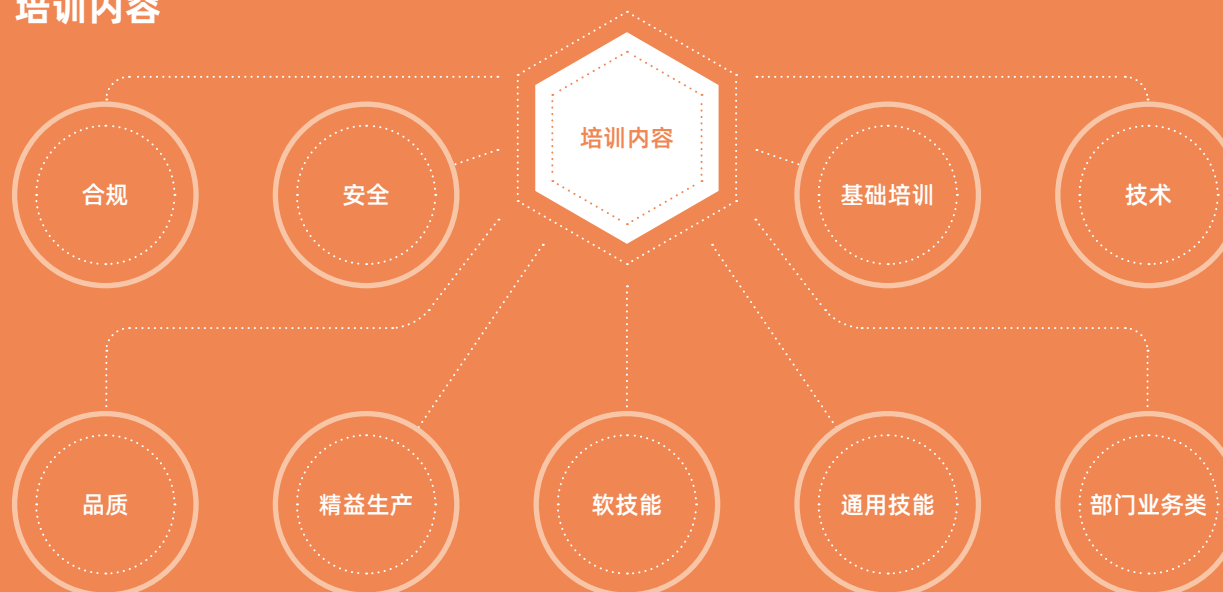 培训内容
培训内容
合规
安全
基础培训
技术
品质
精益生产
软技能
通用技能
部门业务类